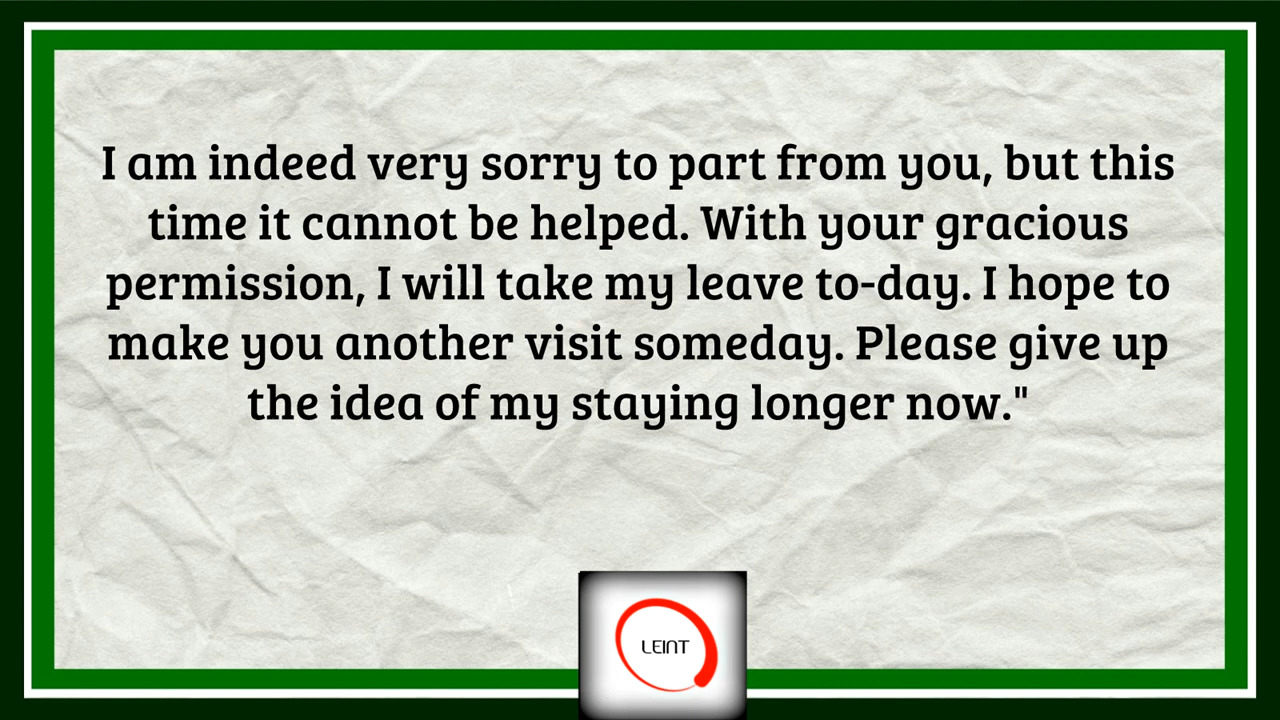 I am indeed very sorry to part from you, but this
time it cannot be helped. With your gracious
permission, I will take my leave to-day. I hope to
make you another visit someday. Please give up
the idea of my staying longer now."
LEINT